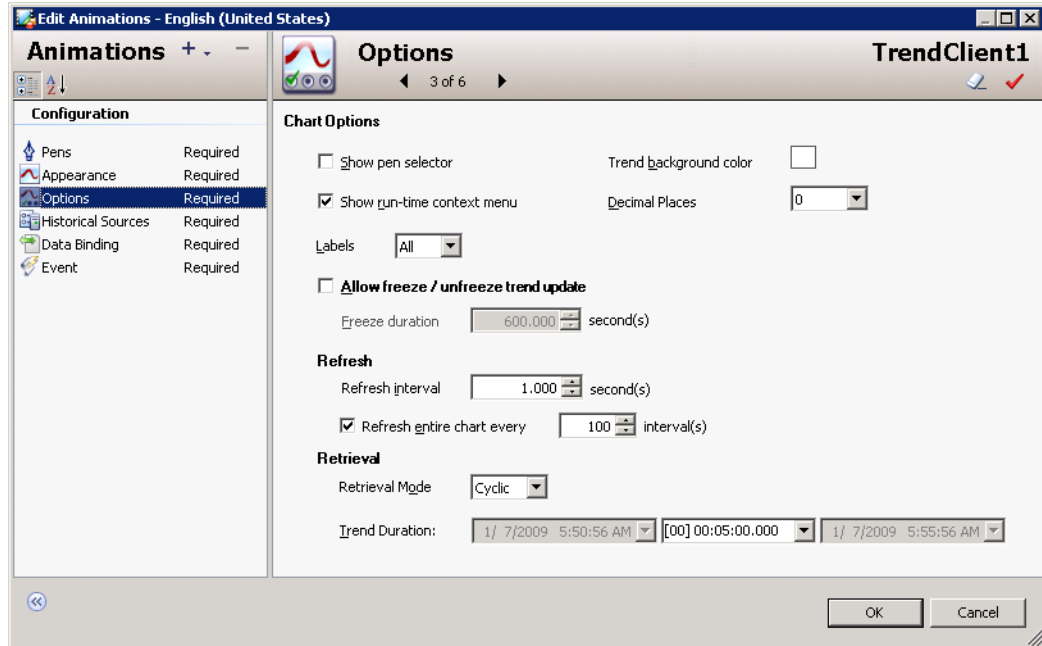 Edit Animations - English (United States)
Animations + -
Options
TrendClient1
3 of 6
A
Z
Configuration
Pens Required
Appearance Required
Options Required
Historical Sources Required
Data Binding Required
Event Required
Chart Options
Show pen selector
Trend background color
Show run-time context menu
Decimal Places 0
Labels All
Allow freeze / unfreeze trend update
Freeze duration 600.000 second(s)
Refresh
Refresh interval 1.000 second(s)
Refresh entire chart every 100 interval(s)
Retrieval
Retrieval Mode Cyclic
Trend Duration: 1/ 7/2009 5:50:56 AM [00] 00:05:00.000 1/ 7/2009 5:55:56 AM
OK Cancel